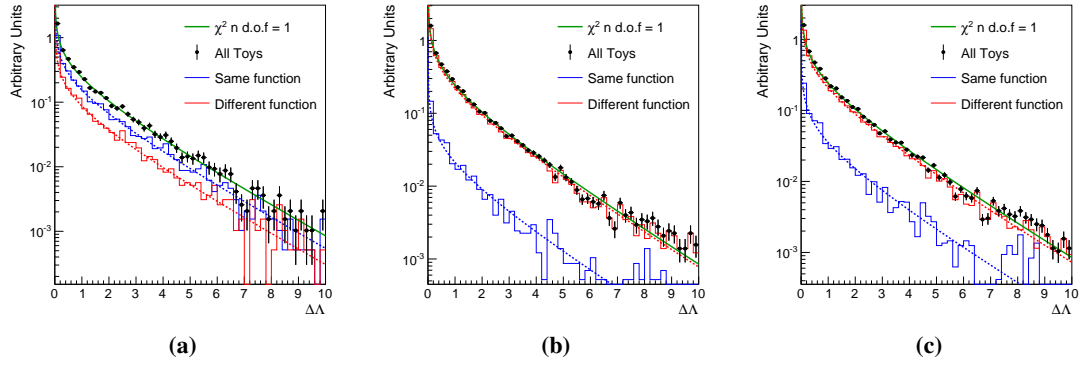 Arbitrary Units
1
10⁻¹
10⁻²
10⁻³
χ² n d.o.f = 1
All Toys
Same function
Different function
0 1 2 3 4 5 6 7 8 9 10
ΔΛ
(a)
Arbitrary Units
1
10⁻¹
10⁻²
10⁻³
χ² n d.o.f = 1
All Toys
Same function
Different function
0 1 2 3 4 5 6 7 8 9 10
ΔΛ
(b)
Arbitrary Units
1
10⁻¹
10⁻²
10⁻³
χ² n d.o.f = 1
All Toys
Same function
Different function
0 1 2 3 4 5 6 7 8 9 10
ΔΛ
(c)